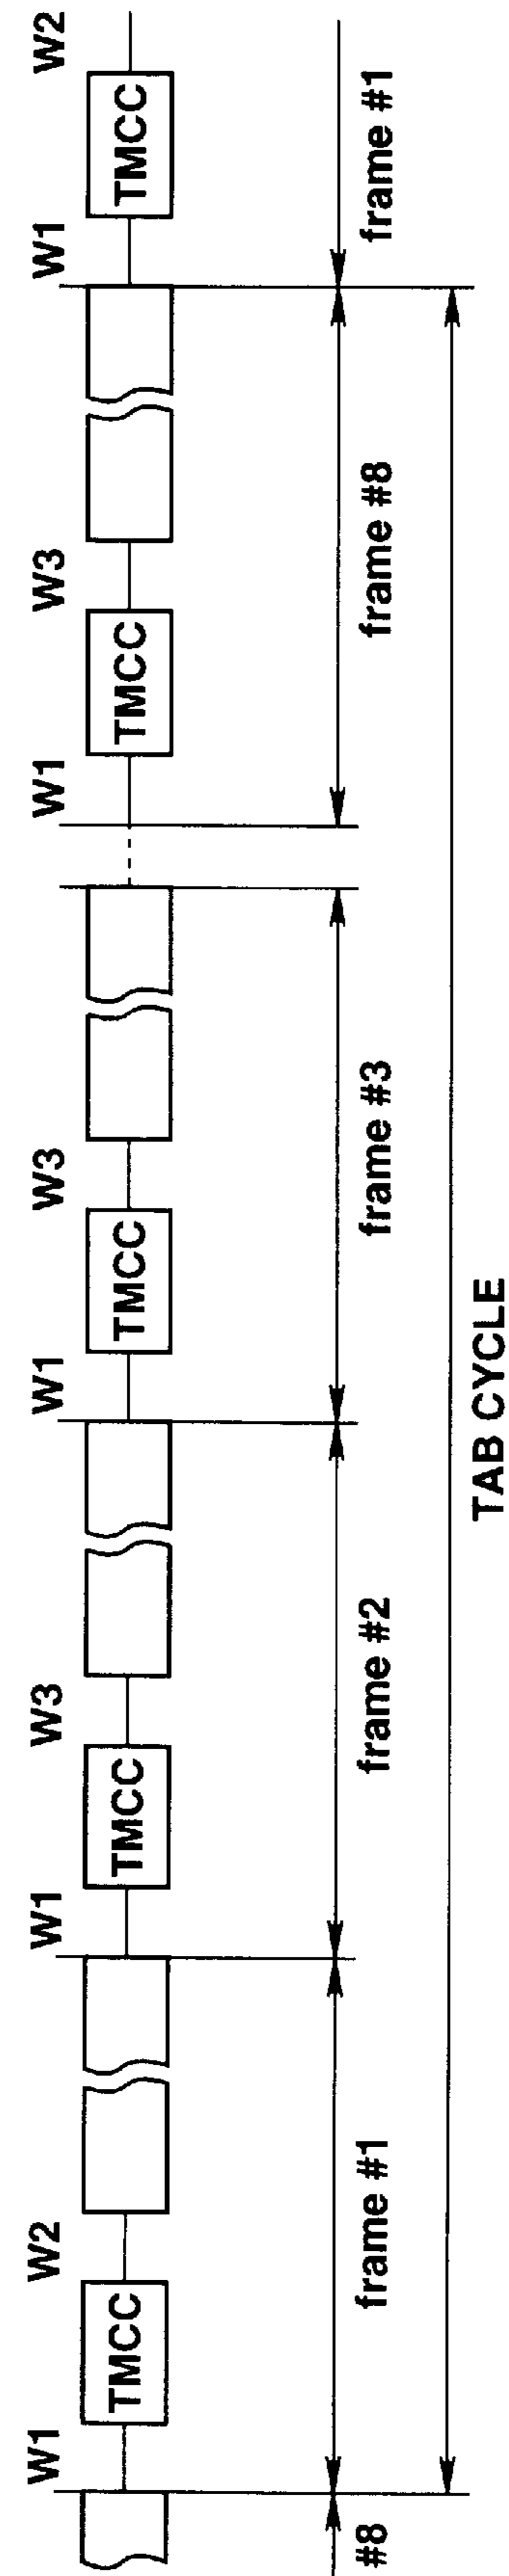 W1 W2 W1 W3 W1 W3 W1 W3 W1 W2
TMCC TMCC TMCC TMCC TMCC
#8 frame #1 frame #2 frame #3 frame #8 frame #1
TAB CYCLE